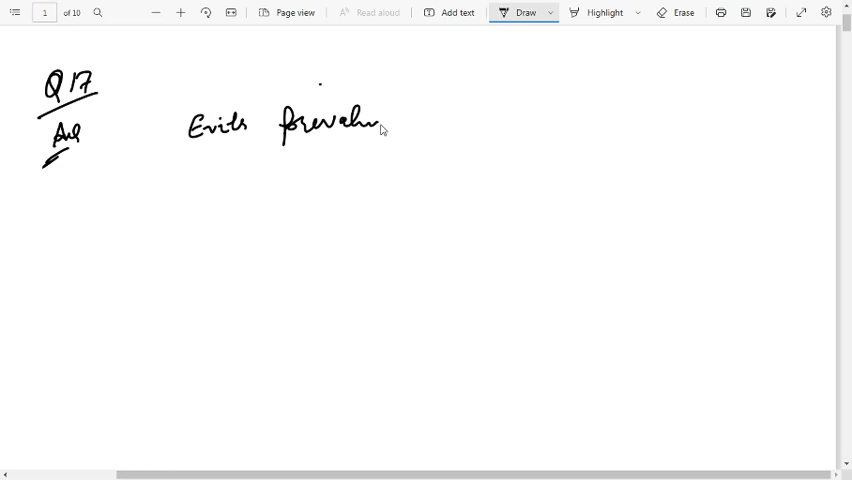 1 of 10 Page view Read aloud Add text Draw Highlight Erase
Q 17
Ans Evils